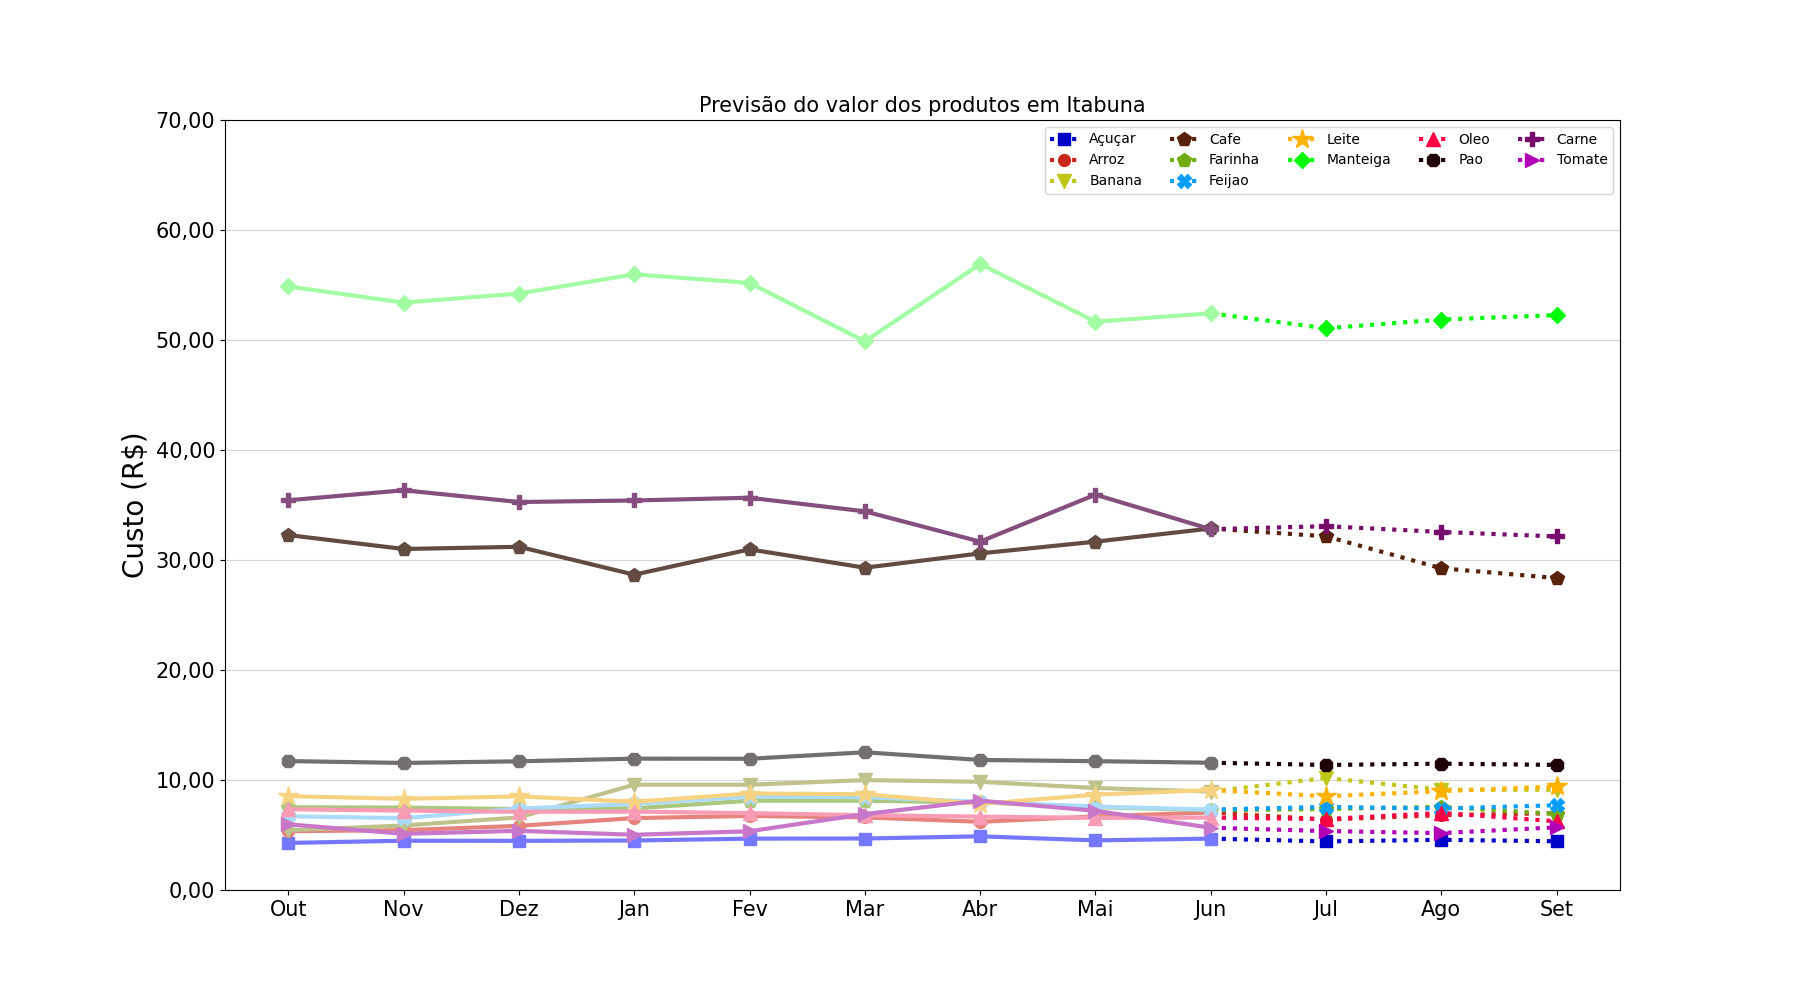 Previsão do valor dos produtos em Itabuna
70,00
60,00
50,00
40,00
30,00
20,00
10,00
0,00
Custo (R$)
Açuçar
Arroz
Banana
Cafe
Farinha
Feijao
Leite
Manteiga
Oleo
Pao
Carne
Tomate
Out Nov Dez Jan Fev Mar Abr Mai Jun Jul Ago Set